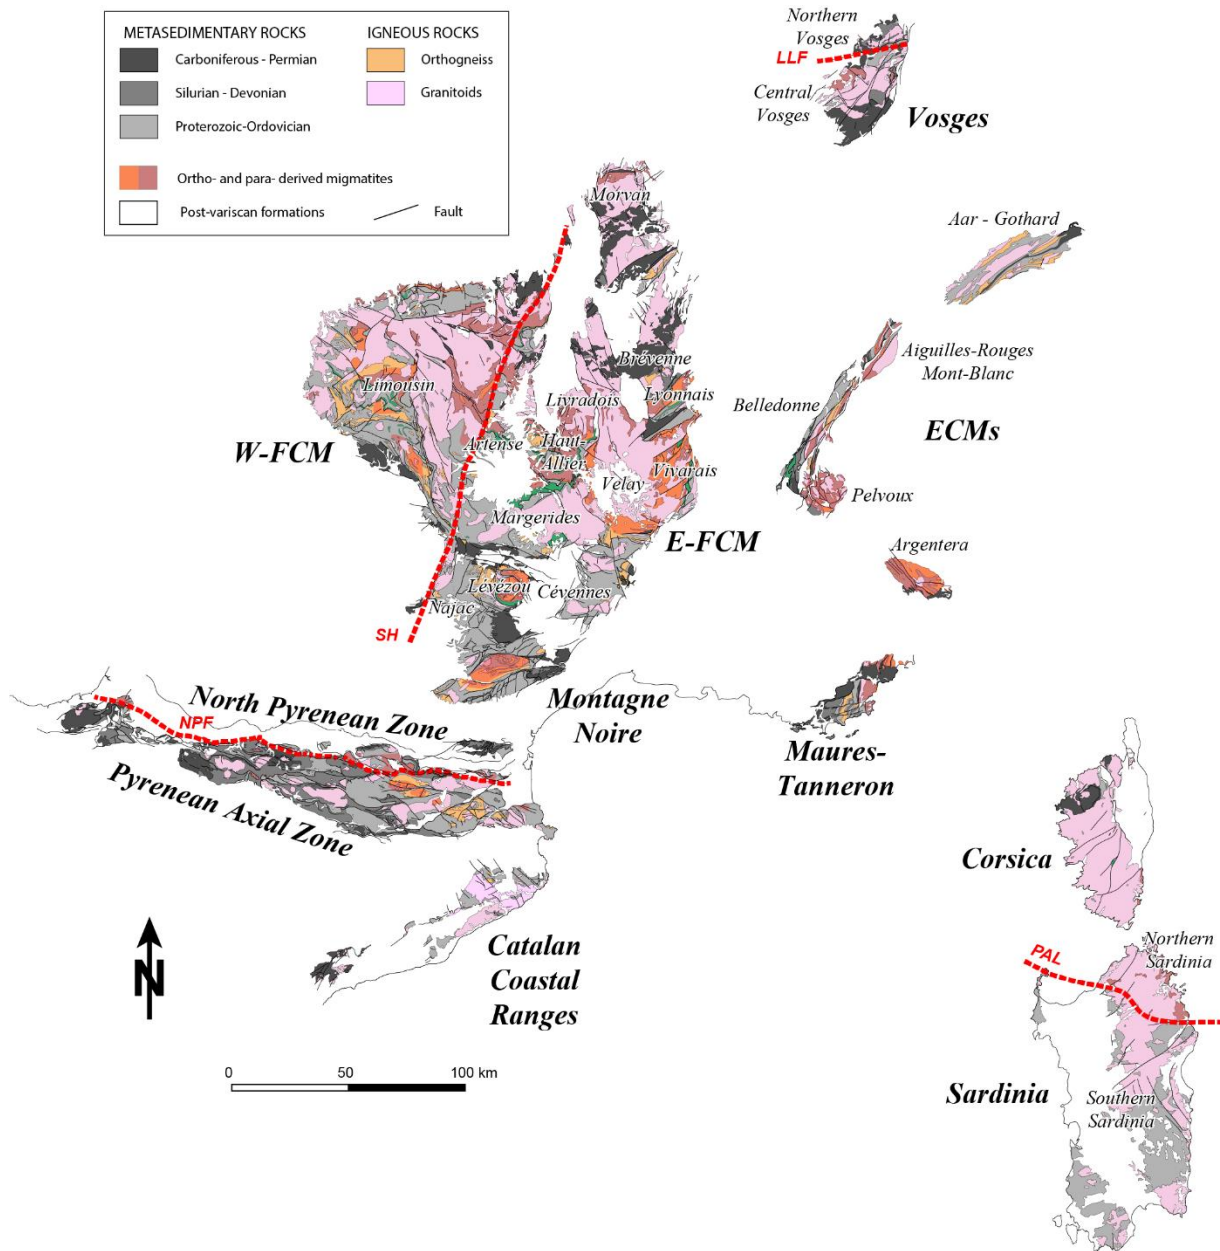 METASEDIMENTARY ROCKS
IGNEOUS ROCKS
Carboniferous - Permian
Orthogneiss
Silurian - Devonian
Granitoids
Proterozoic-Ordovician
Ortho- and para- derived migmatites
Post-variscan formations
Fault
Northern
Vosges
LLF
Central
Vosges
Vosges
Morvan
Aar - Gothard
Brévenne
Aiguilles-Rouges
Mont-Blanc
Limousin
Livradois
Lyonnais
Belledonne
ECMs
W-FCM
Artense
Haut-
Allier
Vivarais
Velay
Pelvoux
Margerides
E-FCM
Argentera
Lévézou
Cévennes
Najac
SH
North Pyrenean Zone
NPF
Montagne
Noire
Pyrenean Axial Zone
Maures-
Tanneron
Corsica
N
Catalan
Coastal
Ranges
Northern
Sardinia
PAL
0 50 100 km
Sardinia
Southern
Sardinia